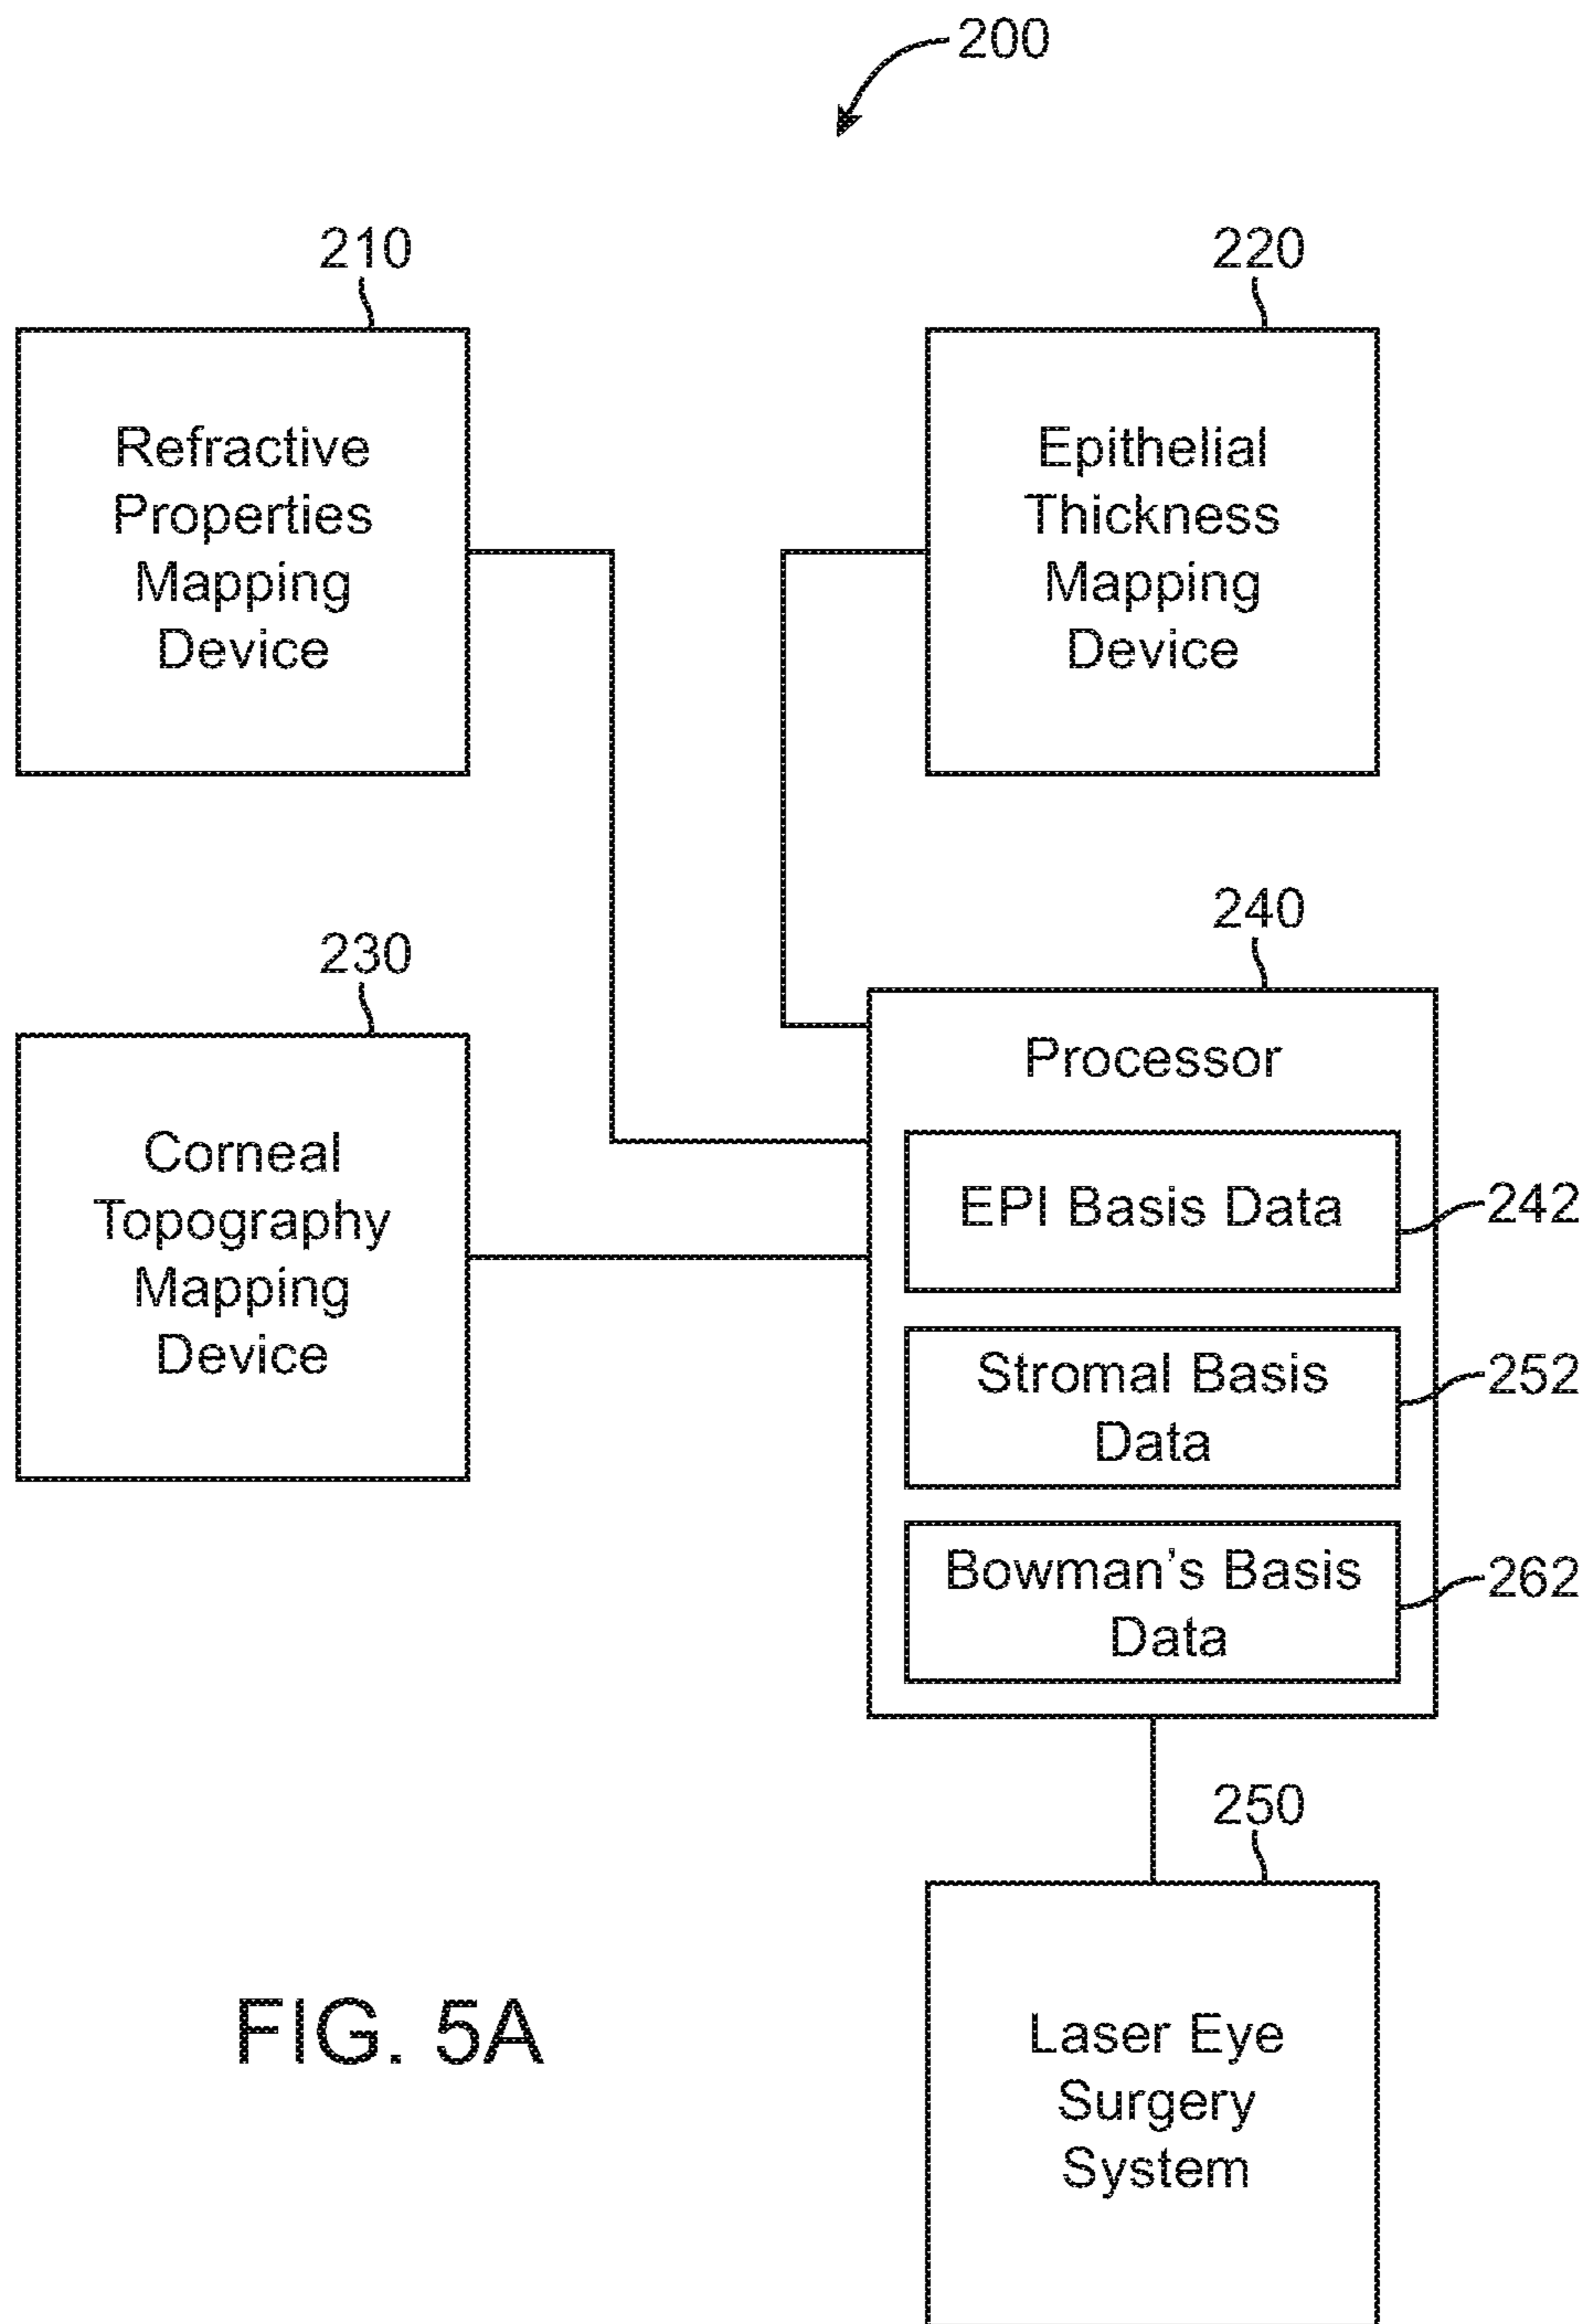 200
210
Refractive
Properties
Mapping
Device
220
Epithelial
Thickness
Mapping
Device
230
Corneal
Topography
Mapping
Device
240
Processor
EPI Basis Data
242
Stromal Basis
Data
252
Bowman's Basis
Data
262
250
Laser Eye
Surgery
System
FIG. 5A